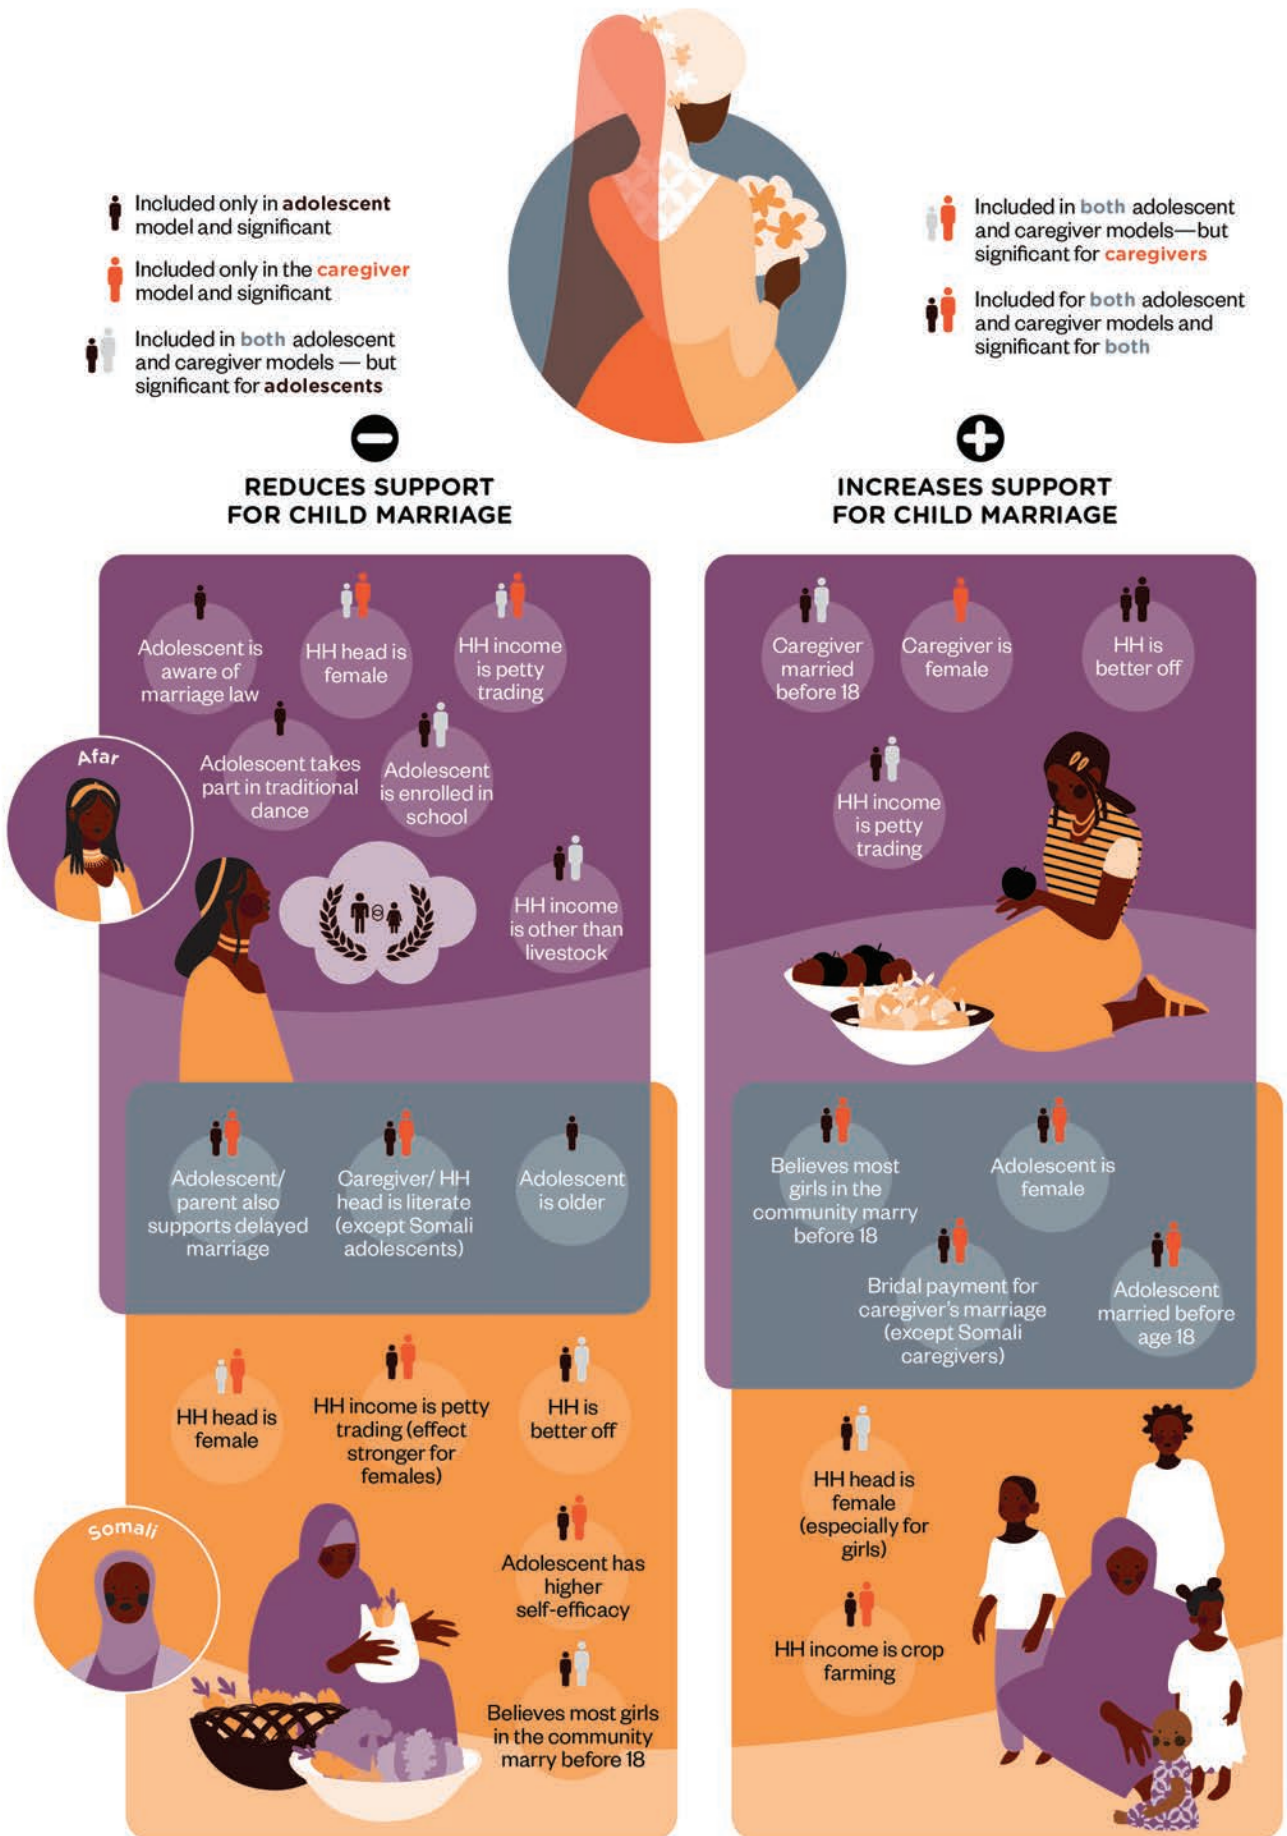 Included only in adolescent
model and significant
Included only in the caregiver
model and significant
Included in both adolescent
and caregiver models — but
significant for adolescents
Included in both adolescent
and caregiver models—but
significant for caregivers
Included for both adolescent
and caregiver models and
significant for both
REDUCES SUPPORT
FOR CHILD MARRIAGE
INCREASES SUPPORT
FOR CHILD MARRIAGE
Afar
Adolescent is
aware of
marriage law
HH head is
female
HH income
is petty
trading
Adolescent takes
part in traditional
dance
Adolescent
is enrolled in
school
HH income
is other than
livestock
Caregiver
married
before 18
Caregiver is
female
HH is
better off
HH income
is petty
trading
Adolescent/
parent also
supports delayed
marriage
Caregiver/ HH
head is literate
(except Somali
adolescents)
Adolescent
is older
Believes most
girls in the
community marry
before 18
Adolescent is
female
Bridal payment for
caregiver's marriage
(except Somali
caregivers)
Adolescent
married before
age 18
Somali
HH head is
female
HH income is petty
trading (effect
stronger for
females)
HH is
better off
Adolescent has
higher
self-efficacy
Believes most girls
in the community
marry before 18
HH head is
female
(especially for
girls)
HH income is crop
farming